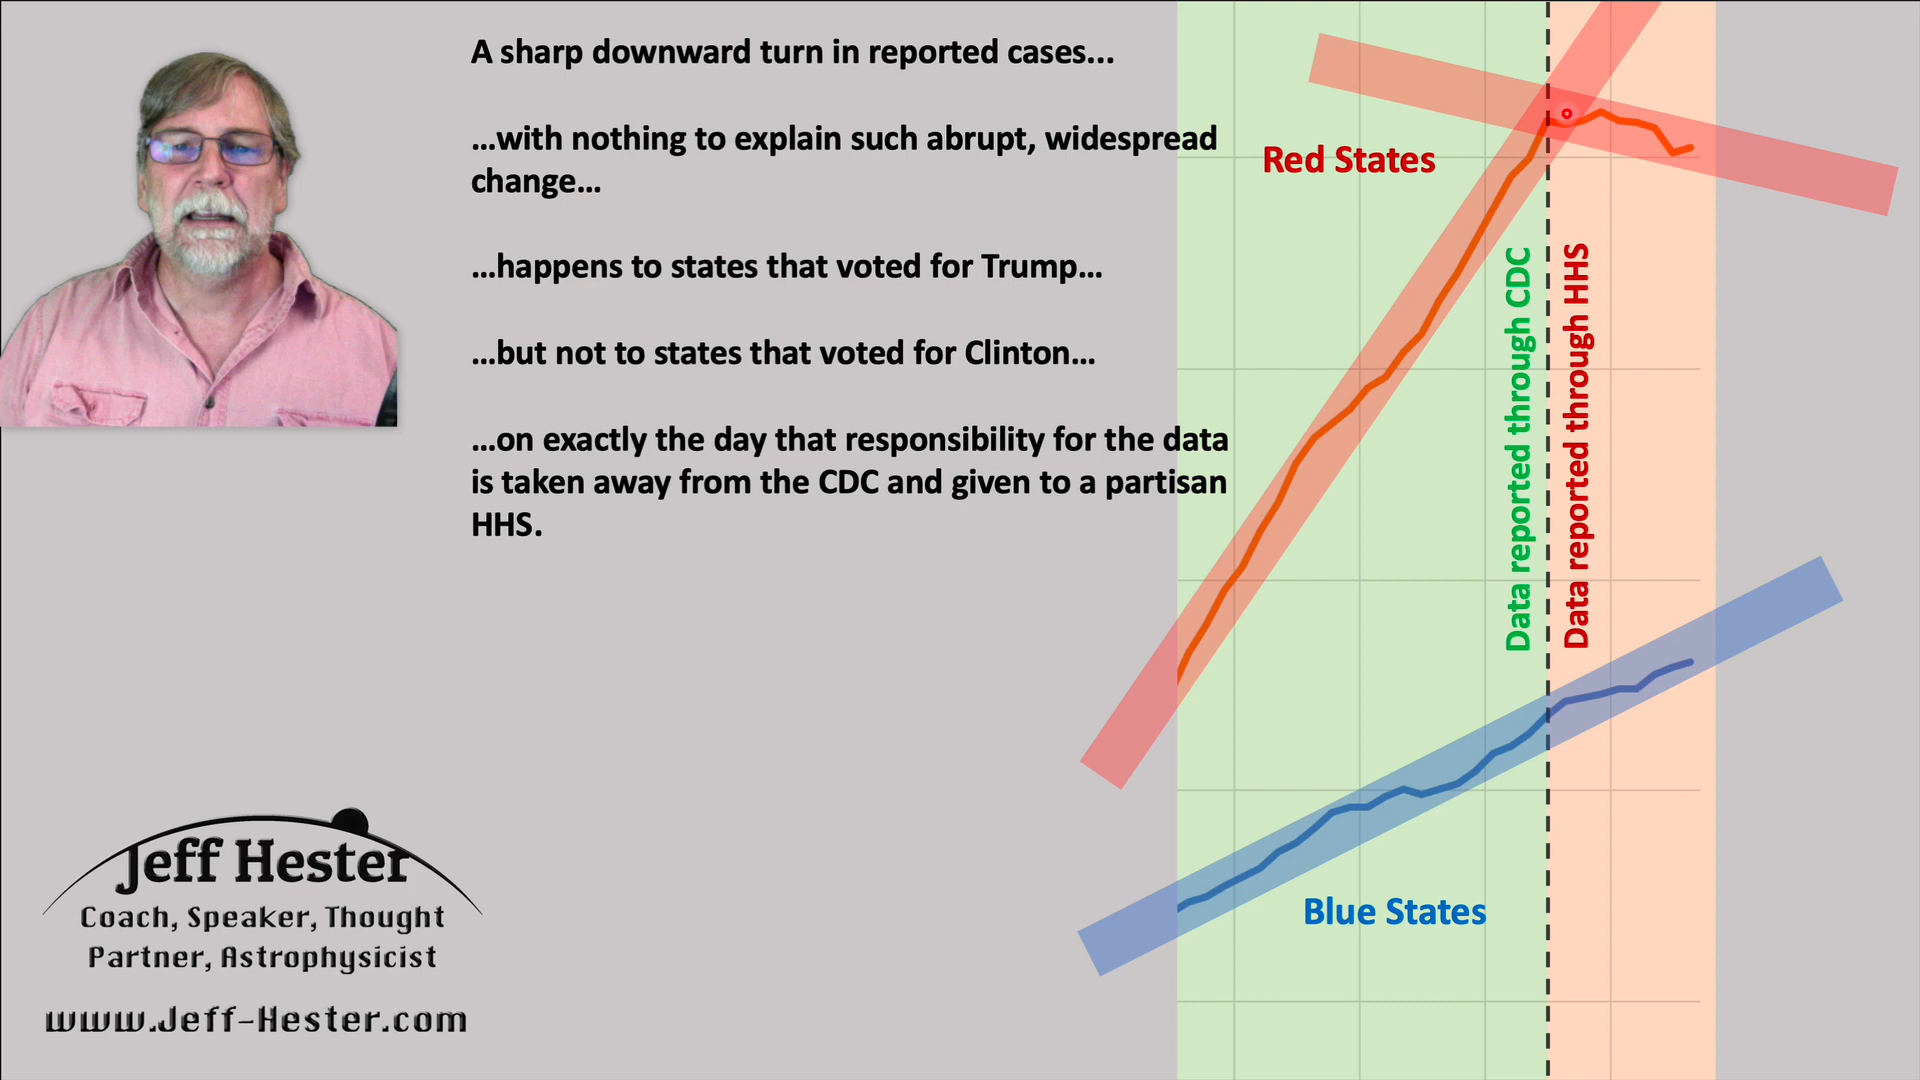 A sharp downward turn in reported cases...
...with nothing to explain such abrupt, widespread
change...
...happens to states that voted for Trump...
...but not to states that voted for Clinton...
...on exactly the day that responsibility for the data
is taken away from the CDC and given to a partisan
HHS.
Red States
Data reported through CDC
Data reported through HHS
Blue States
Jeff Hester
Coach, Speaker, Thought
Partner, Astrophysicist
www.Jeff-Hester.com